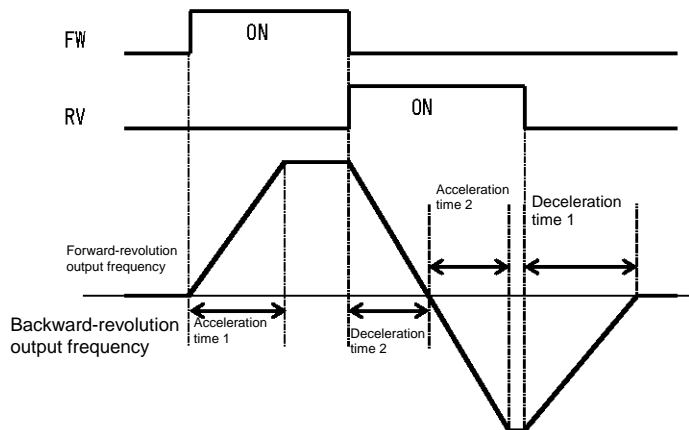 FW
ON
RV
ON
Acceleration
time 2
Deceleration
time 1
Forward-revolution
output frequency
Backward-revolution
output frequency
Acceleration
time 1
Deceleration
time 2